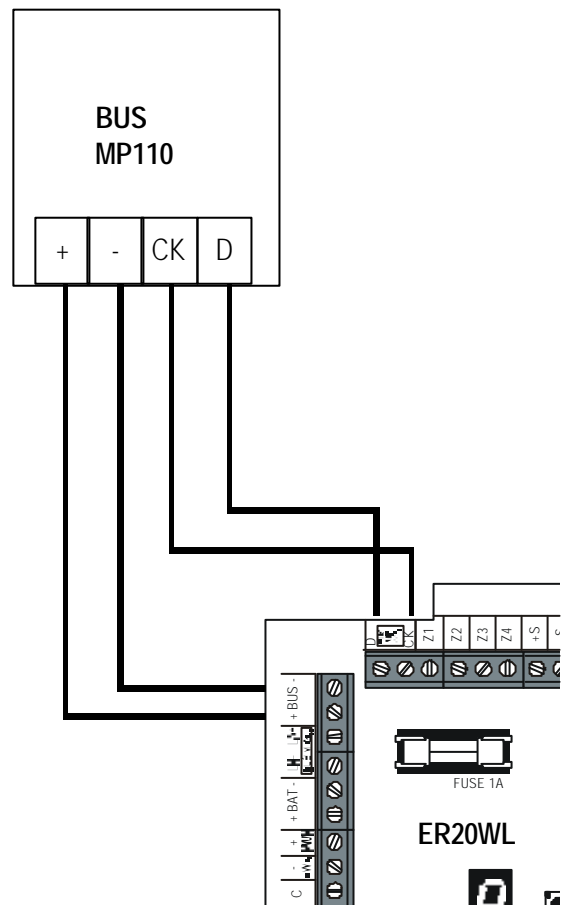 BUS
MP110
+ - CK D
D CK Z1 Z2 Z3 Z4 +S
+ BUS -
FUSE 1A
+ BAT -
ER20WL
+
-
C